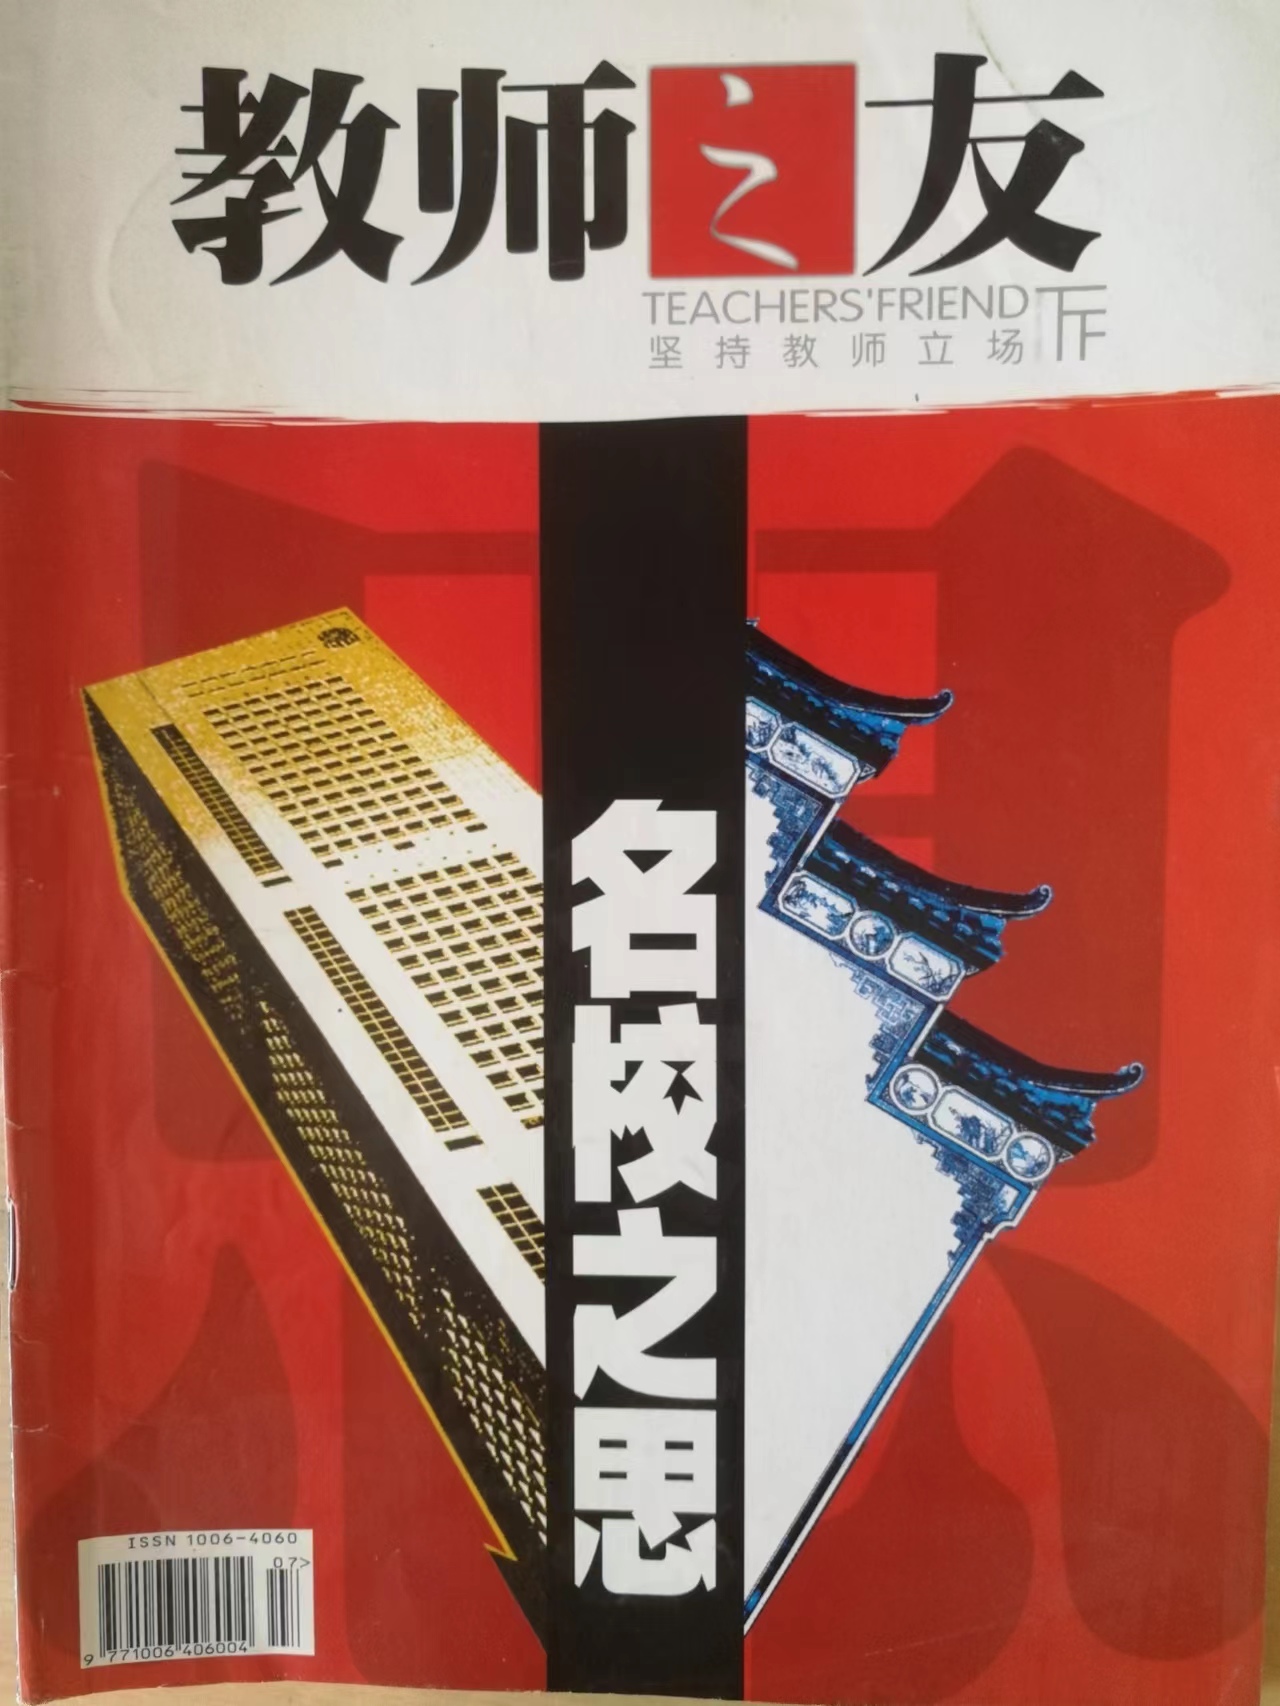 教师之友
TEACHERS'FRIEND
坚持教师立场
TF
名校之思
ISSN 1006-4060
07>
9 771006 406004